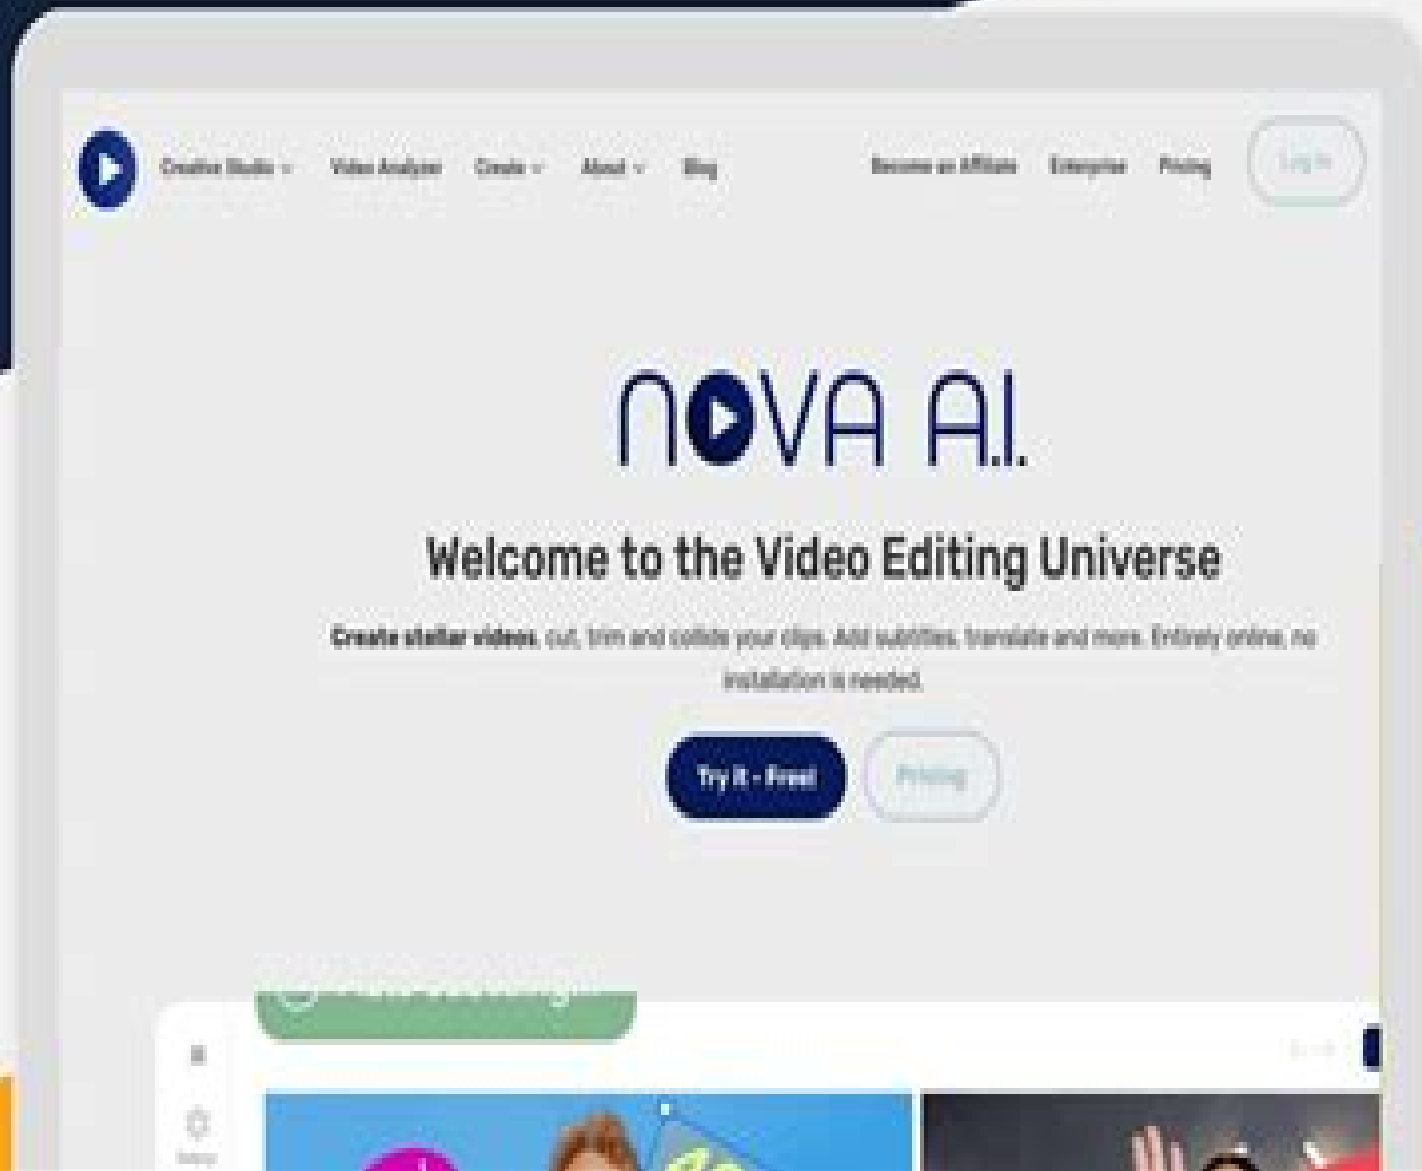 Creative Studio Video Analyzer Create About Blog Become an Affiliate Enterprise Pricing Log in
NOVA A.I.
Welcome to the Video Editing Universe
Create stellar videos, cut, trim and collide your clips. Add subtitles, translate and more. Entirely online, no
installation is needed.
Try it - Free! Pricing